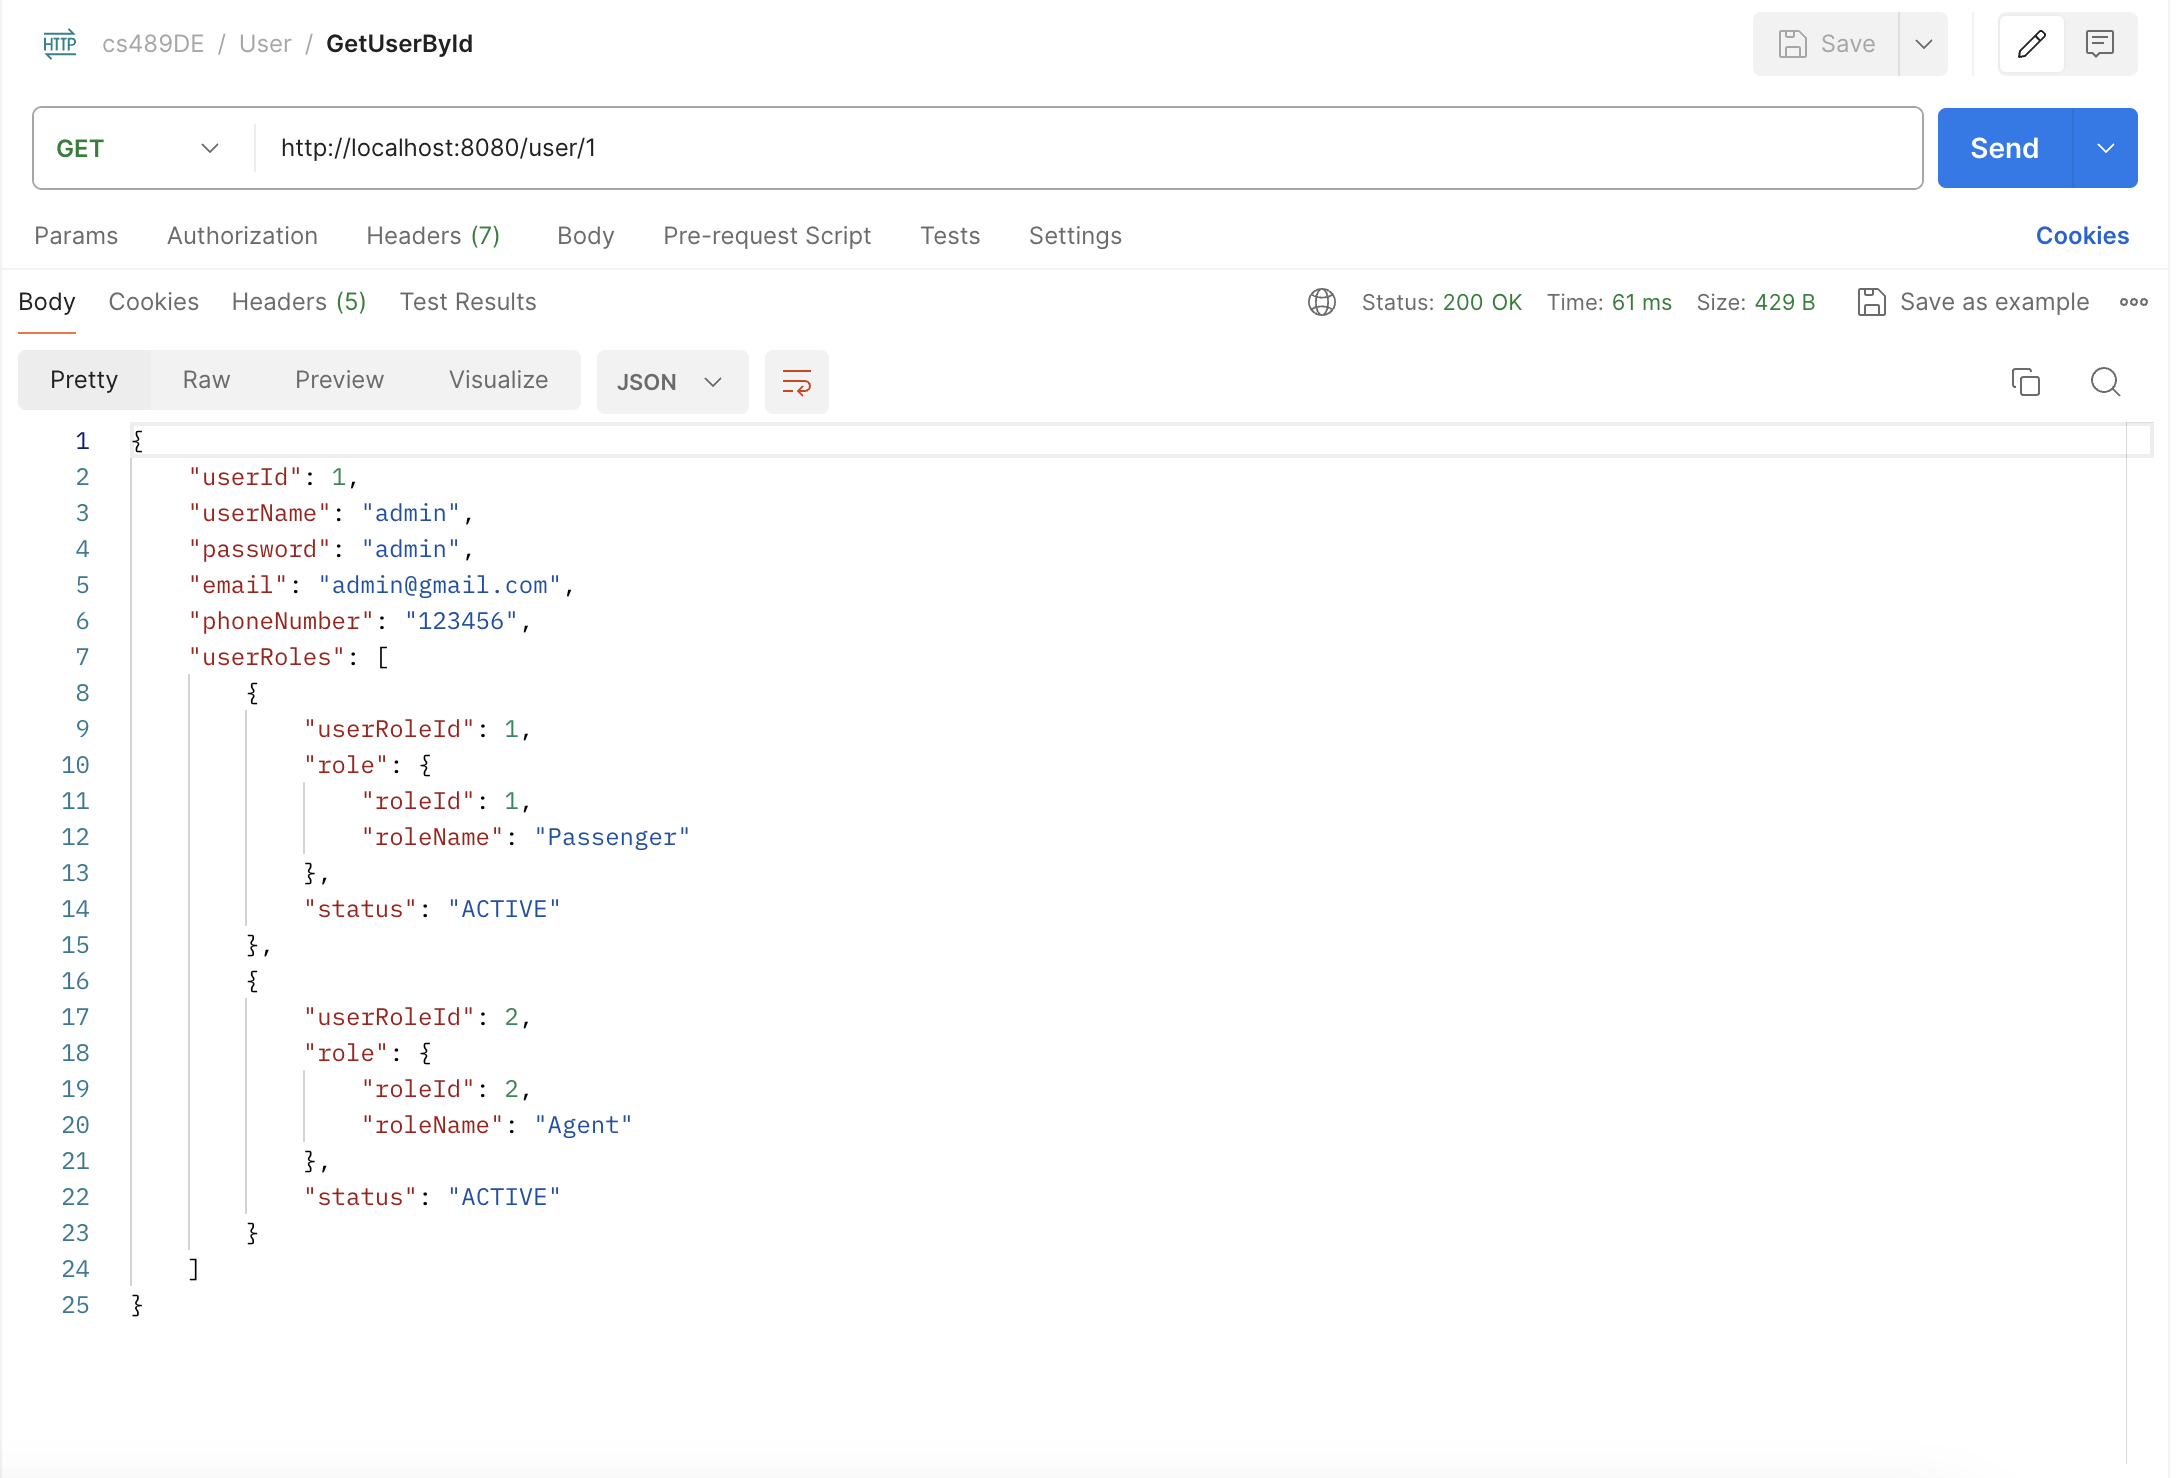 HTTP cs489DE / User / GetUserById Save
GET http://localhost:8080/user/1 Send
Params Authorization Headers (7) Body Pre-request Script Tests Settings Cookies
Body Cookies Headers (5) Test Results Status: 200 OK Time: 61 ms Size: 429 B Save as example
Pretty Raw Preview Visualize JSON
1 {
2 "userId": 1,
3 "userName": "admin",
4 "password": "admin",
5 "email": "admin@gmail.com",
6 "phoneNumber": "123456",
7 "userRoles": [
8 {
9 "userRoleId": 1,
10 "role": {
11 "roleId": 1,
12 "roleName": "Passenger"
13 },
14 "status": "ACTIVE"
15 },
16 {
17 "userRoleId": 2,
18 "role": {
19 "roleId": 2,
20 "roleName": "Agent"
21 },
22 "status": "ACTIVE"
23 }
24 ]
25 }